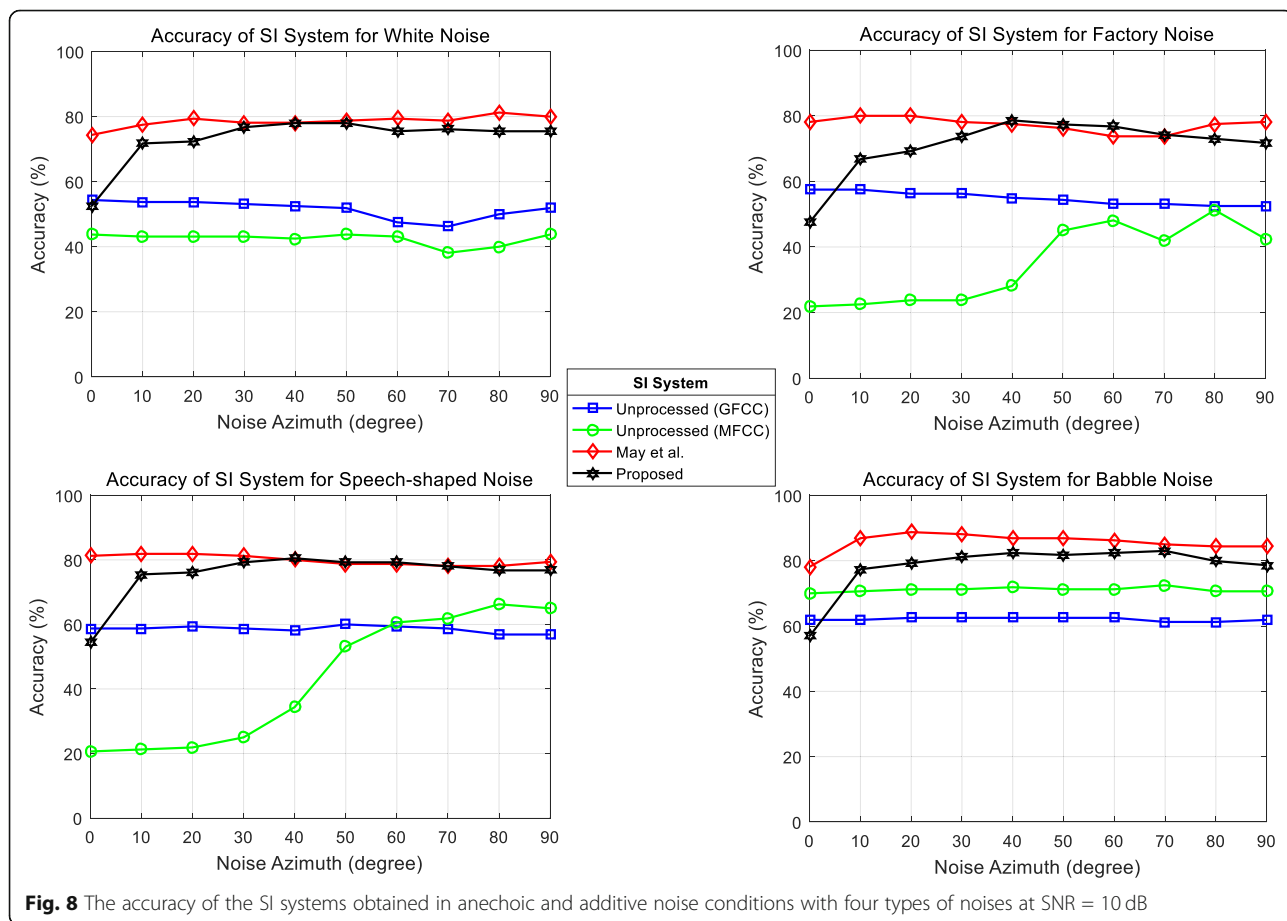 Accuracy of SI System for White Noise
100
80
60
40
20
0
Accuracy (%)
0 10 20 30 40 50 60 70 80 90
Noise Azimuth (degree)
Accuracy of SI System for Factory Noise
100
80
60
40
20
0
Accuracy (%)
0 10 20 30 40 50 60 70 80 90
Noise Azimuth (degree)
SI System
Unprocessed (GFCC)
Unprocessed (MFCC)
May et al.
Proposed
Accuracy of SI System for Speech-shaped Noise
100
80
60
40
20
0
Accuracy (%)
0 10 20 30 40 50 60 70 80 90
Noise Azimuth (degree)
Accuracy of SI System for Babble Noise
100
80
60
40
20
0
Accuracy (%)
0 10 20 30 40 50 60 70 80 90
Noise Azimuth (degree)
Fig. 8 The accuracy of the SI systems obtained in anechoic and additive noise conditions with four types of noises at SNR = 10 dB